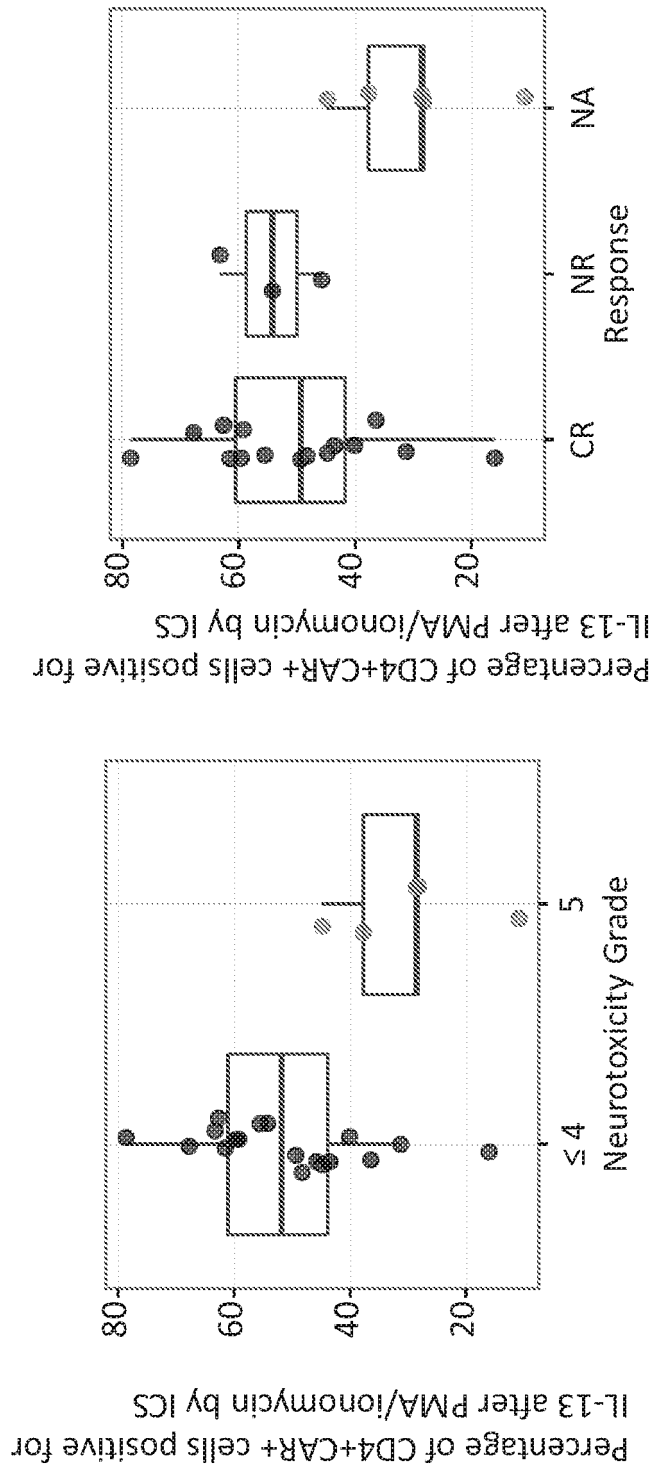 Percentage of CD4+CAR+ cells positive for
IL-13 after PMA/ionomycin by ICS
80
60
40
20
≤ 4
5
Neurotoxicity Grade
Percentage of CD4+CAR+ cells positive for
IL-13 after PMA/ionomycin by ICS
80
60
40
20
CR
NR
NA
Response